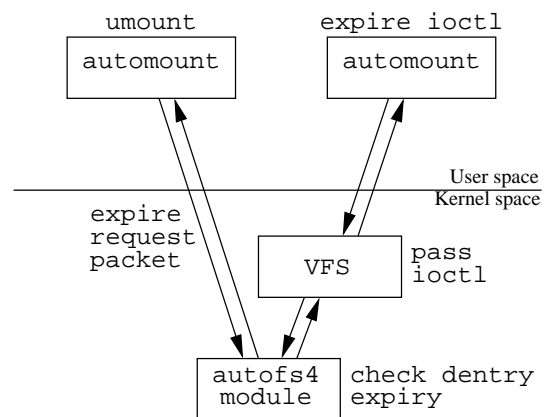 umount
expire ioctl
automount
automount
User space
Kernel space
expire
request
packet
VFS
pass
ioctl
autofs4
module
check dentry
expiry